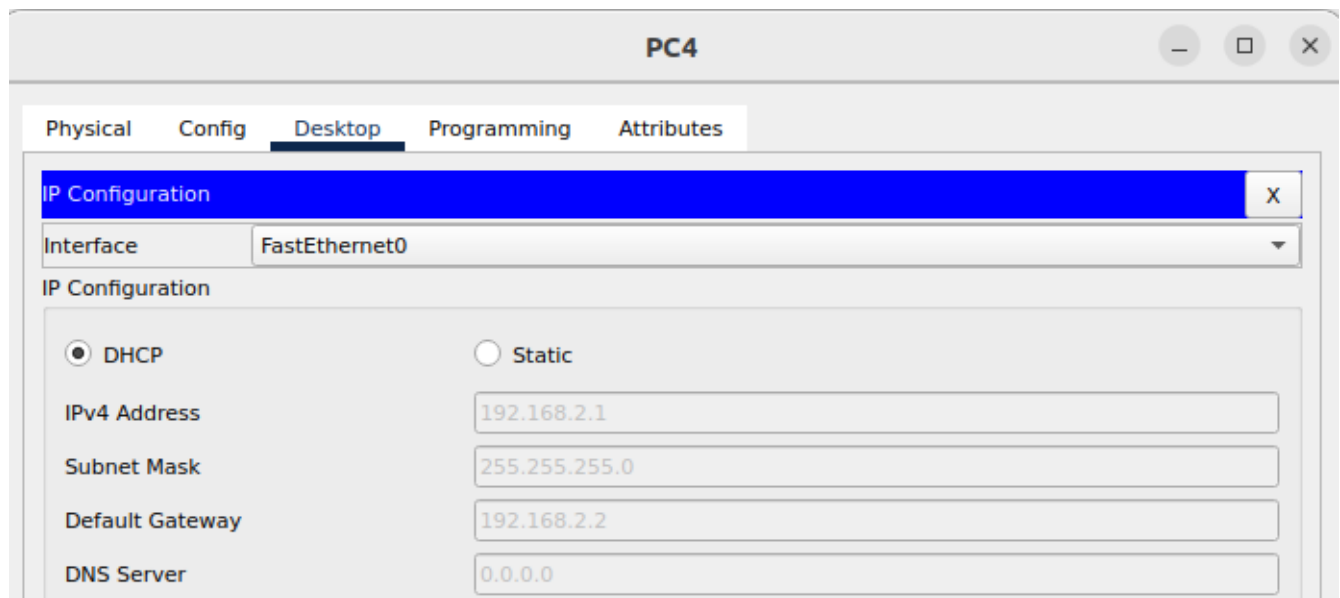 PC4
Physical Config Desktop Programming Attributes
IP Configuration X
Interface FastEthernet0
IP Configuration
DHCP Static
IPv4 Address 192.168.2.1
Subnet Mask 255.255.255.0
Default Gateway 192.168.2.2
DNS Server 0.0.0.0